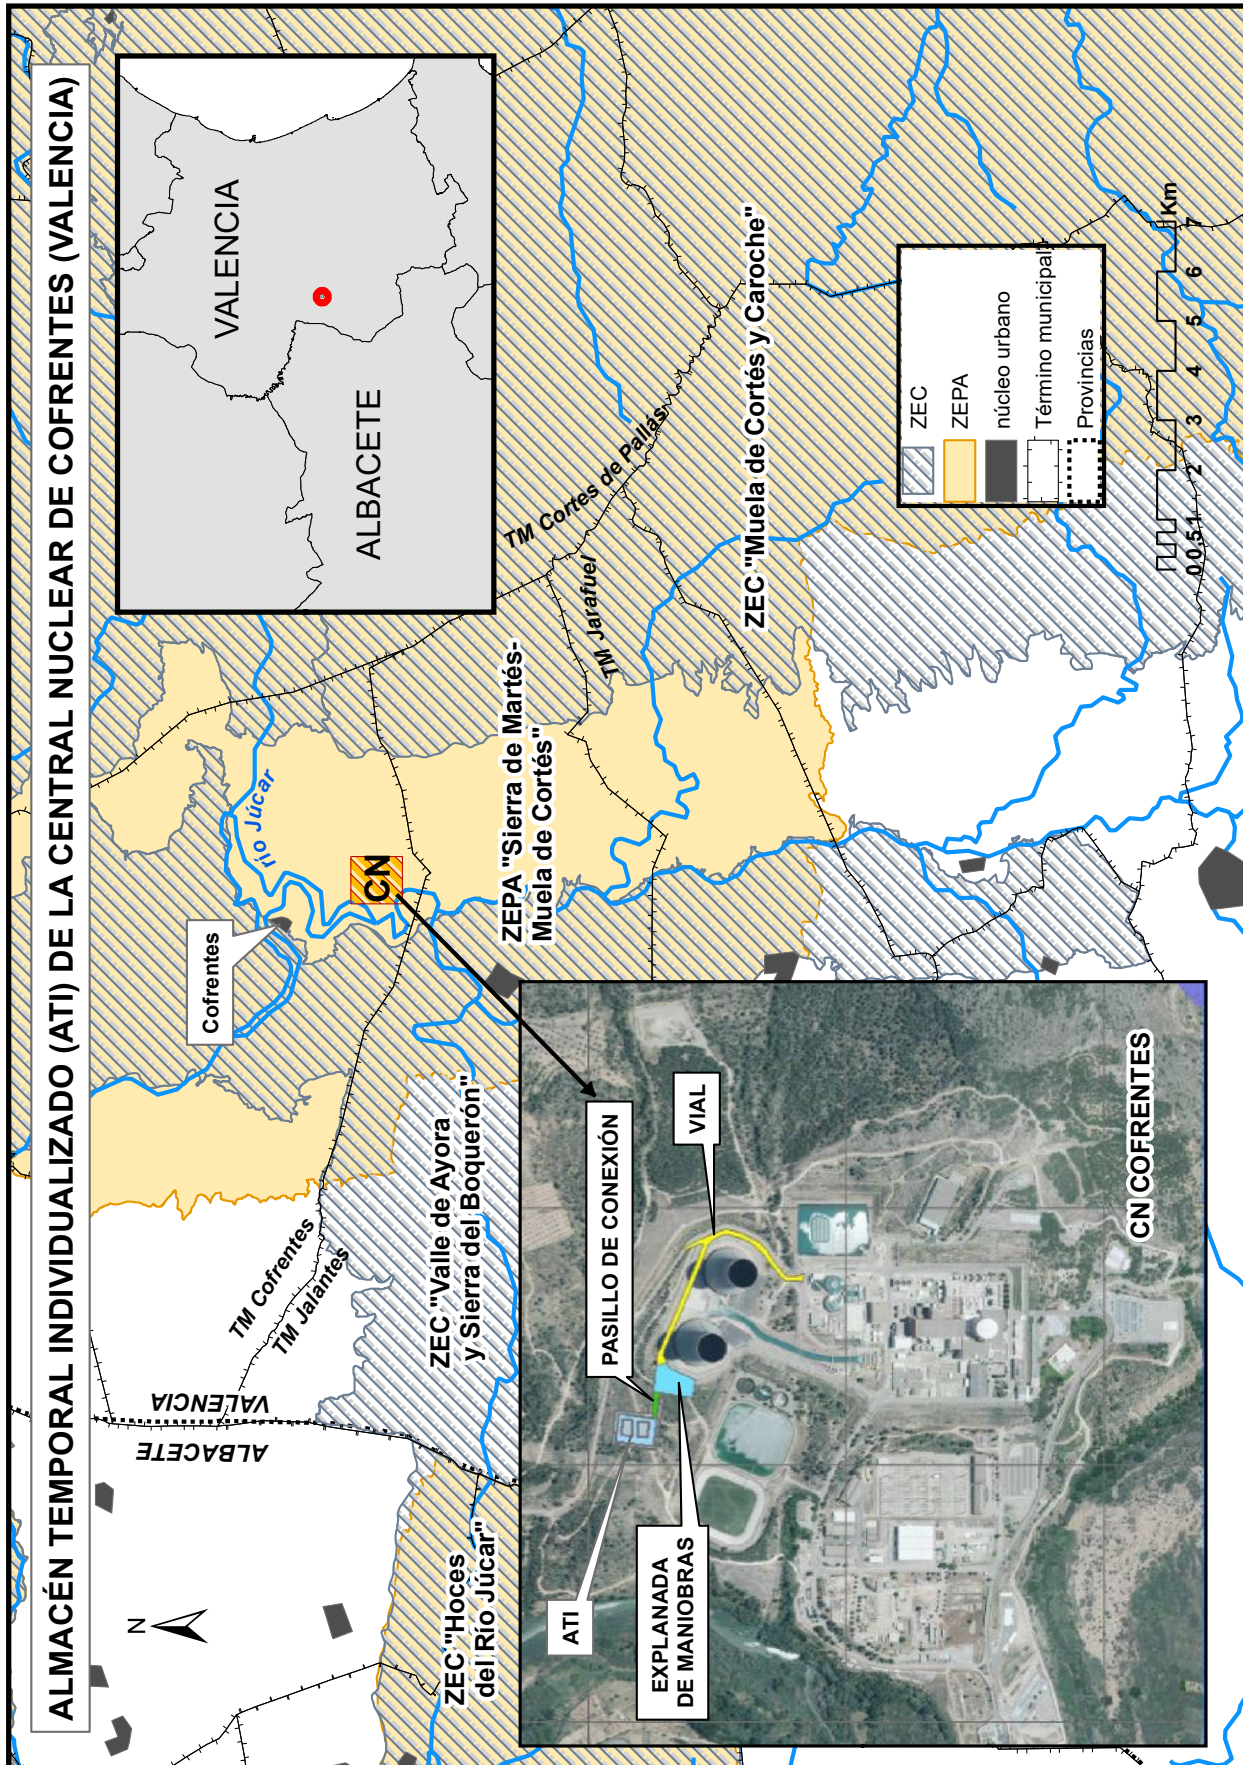 ALMACÉN TEMPORAL INDIVIDUALIZADO (ATI) DE LA CENTRAL NUCLEAR DE COFRENTES (VALENCIA)
N
VALENCIA
ALBACETE
Cofrentes
río Júcar
CN
TM Cofrentes
TM Jalantes
ALBACETE
VALENCIA
ZEC "Hoces
del Río Júcar"
ZEC "Valle de Ayora
y Sierra del Boquerón"
ZEPA "Sierra de Martés-
Muela de Cortés"
TM Cortes de Pallás
TM Jarafuel
ZEC "Muela de Cortés y Caroche"
ATI
EXPLANADA
DE MANIOBRAS
PASILLO DE CONEXIÓN
VIAL
CN COFRENTES
ZEC
ZEPA
núcleo urbano
Término municipal
Provincias
0 0,5 1 2 3 4 5 6 7
Km